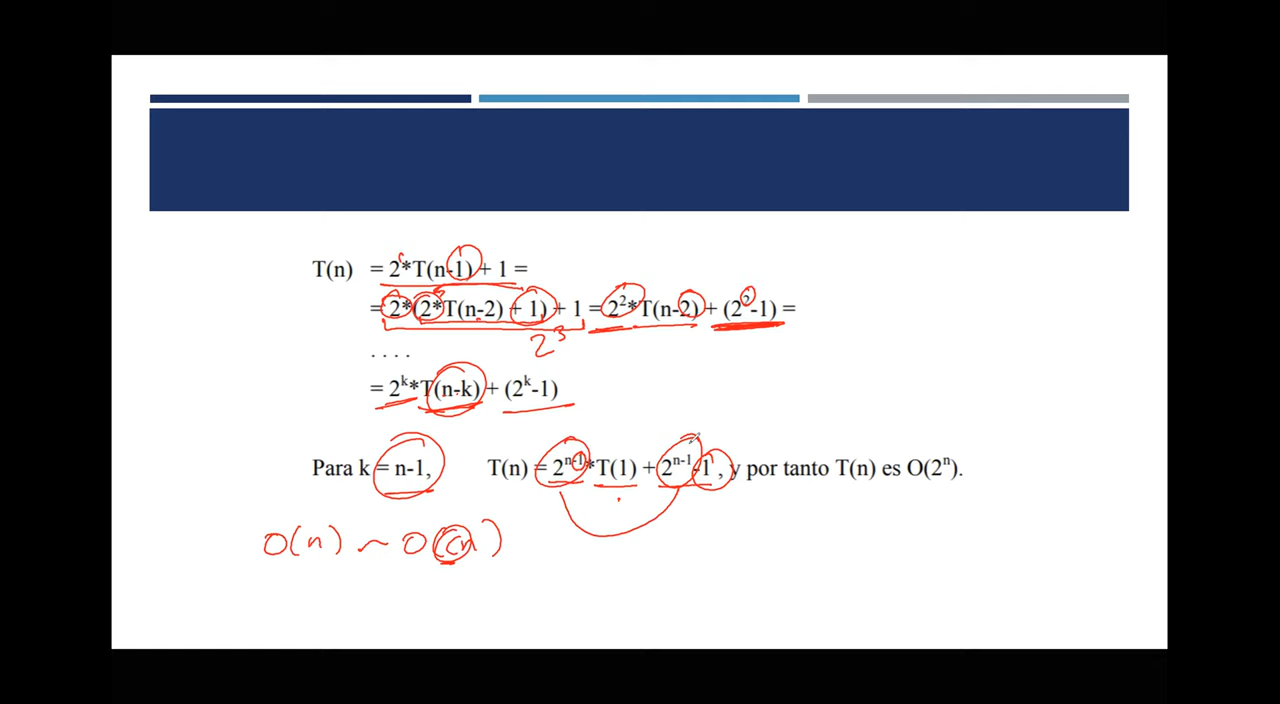 T(n) = 2*T(n-1) + 1 =
= 2*(2*T(n-2) + 1) + 1 = 2²*T(n-2) + (2²-1) =
2³
. . . .
= 2ᵏ*T(n-k) + (2ᵏ-1)
Para k = n-1, T(n) = 2ⁿ⁻¹*T(1) + 2ⁿ⁻¹-1, y por tanto T(n) es O(2ⁿ).
O(n) ~ O(cn)